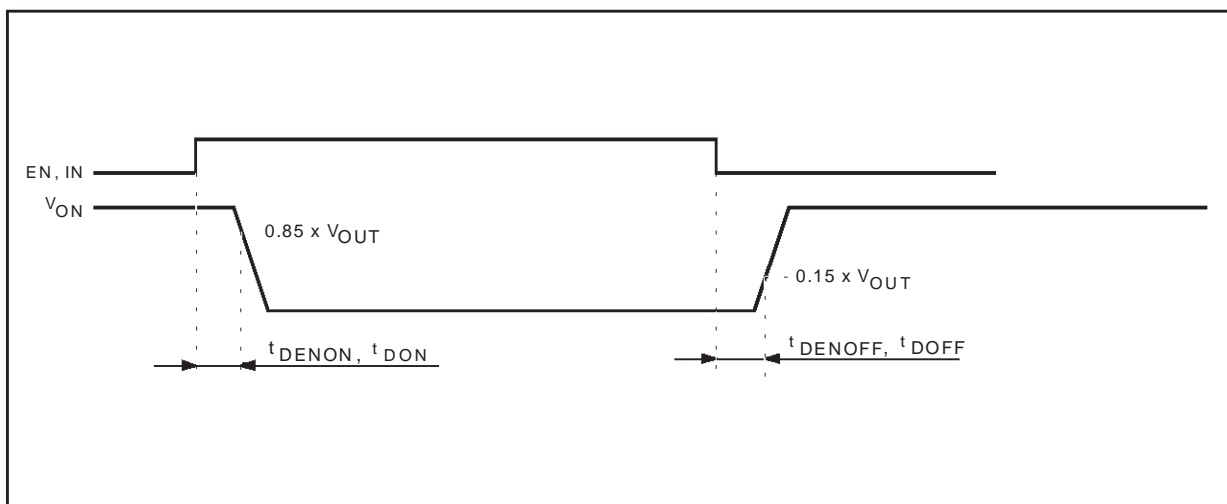 EN, IN
VON
0.85 x VOUT
- 0.15 x VOUT
tDENON, tDON
tDENOFF, tDOFF